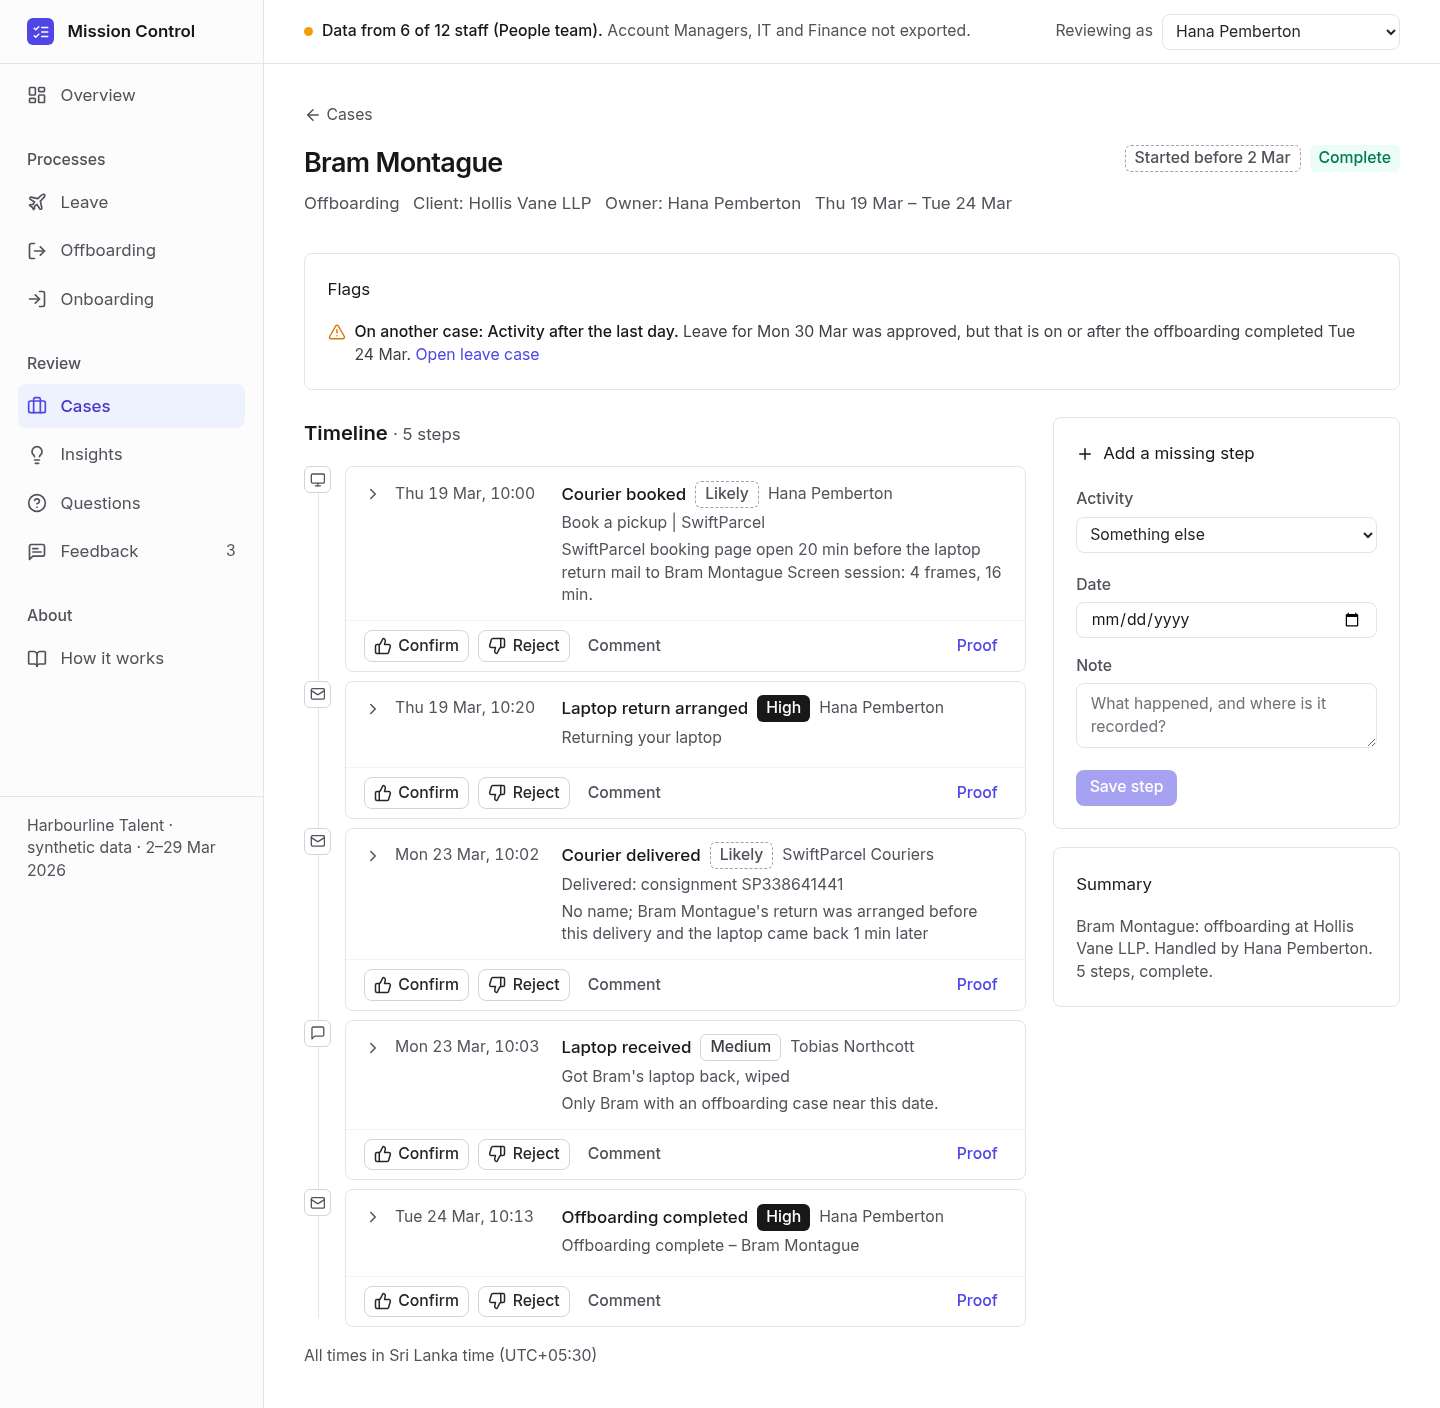 Mission Control
Data from 6 of 12 staff (People team). Account Managers, IT and Finance not exported.
Reviewing as
Hana Pemberton
Overview
Processes
Leave
Offboarding
Onboarding
Review
Cases
Insights
Questions
Feedback 3
About
How it works
Harbourline Talent ·
synthetic data · 2–29 Mar
2026
Cases
Bram Montague
Started before 2 Mar
Complete
Offboarding Client: Hollis Vane LLP Owner: Hana Pemberton Thu 19 Mar – Tue 24 Mar
Flags
On another case: Activity after the last day. Leave for Mon 30 Mar was approved, but that is on or after the offboarding completed Tue
24 Mar. Open leave case
Timeline · 5 steps
Thu 19 Mar, 10:00 Courier booked Likely Hana Pemberton
Book a pickup | SwiftParcel
SwiftParcel booking page open 20 min before the laptop
return mail to Bram Montague Screen session: 4 frames, 16
min.
Confirm Reject Comment Proof
Thu 19 Mar, 10:20 Laptop return arranged High Hana Pemberton
Returning your laptop
Confirm Reject Comment Proof
Mon 23 Mar, 10:02 Courier delivered Likely SwiftParcel Couriers
Delivered: consignment SP338641441
No name; Bram Montague's return was arranged before
this delivery and the laptop came back 1 min later
Confirm Reject Comment Proof
Mon 23 Mar, 10:03 Laptop received Medium Tobias Northcott
Got Bram's laptop back, wiped
Only Bram with an offboarding case near this date.
Confirm Reject Comment Proof
Tue 24 Mar, 10:13 Offboarding completed High Hana Pemberton
Offboarding complete – Bram Montague
Confirm Reject Comment Proof
All times in Sri Lanka time (UTC+05:30)
Add a missing step
Activity
Something else
Date
mm/dd/yyyy
Note
What happened, and where is it
recorded?
Save step
Summary
Bram Montague: offboarding at Hollis
Vane LLP. Handled by Hana Pemberton.
5 steps, complete.